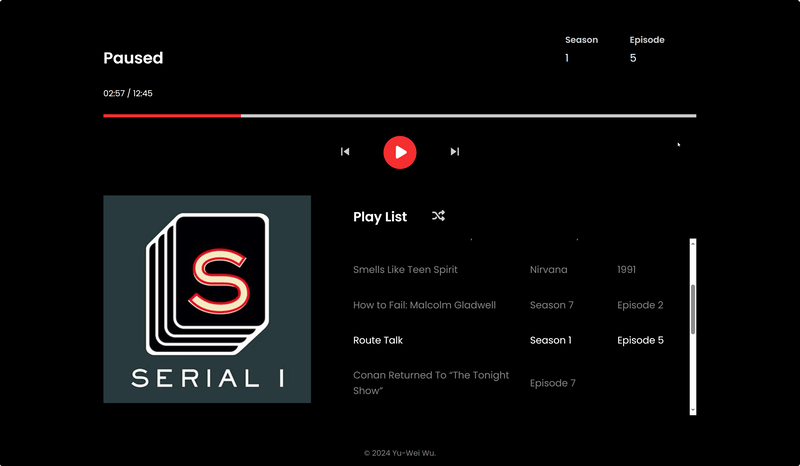 Season Episode
Paused
1 5
02:57 / 12:45
Play List
S
SERIAL I
Smells Like Teen Spirit Nirvana 1991
How to Fail: Malcolm Gladwell Season 7 Episode 2
Route Talk Season 1 Episode 5
Conan Returned To “The Tonight
Show” Episode 7
© 2024 Yu-Wei Wu.